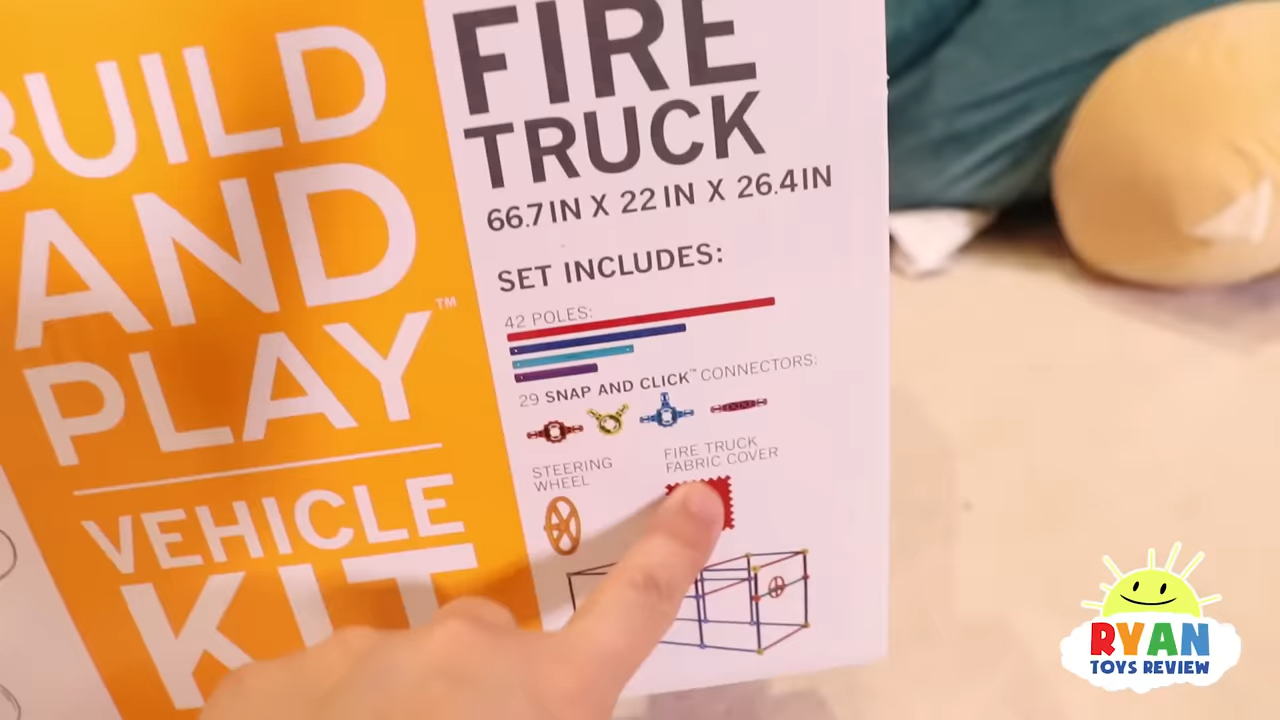 BUILD
AND
PLAY™
VEHICLE
KIT
FIRE
TRUCK
66.7 IN X 22 IN X 26.4 IN
SET INCLUDES:
42 POLES:
29 SNAP AND CLICK™ CONNECTORS:
STEERING
WHEEL
FIRE TRUCK
FABRIC COVER
RYAN
TOYS REVIEW